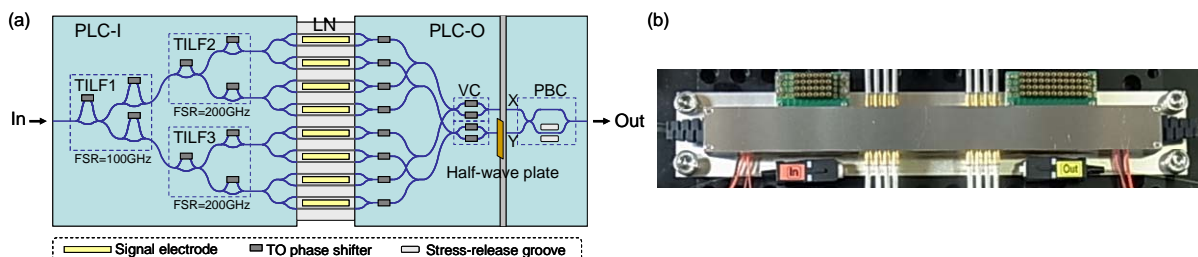 (a)
PLC-I
LN
PLC-O
TILF2
TILF1
FSR=200GHz
VC
X
PBC
In
Out
FSR=100GHz
TILF3
Y
Half-wave plate
FSR=200GHz
Signal electrode
TO phase shifter
Stress-release groove
(b)
In
Out